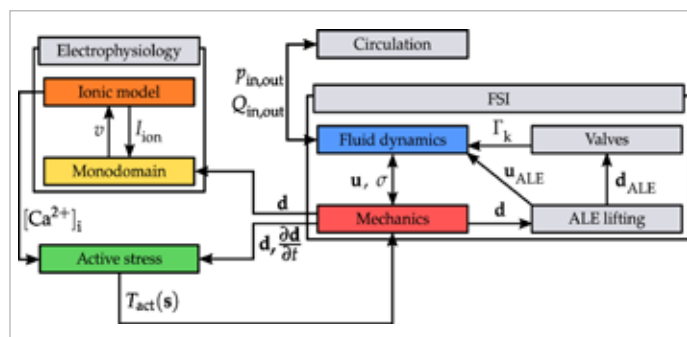 Electrophysiology
Circulation
Ionic model
p_in,out
Q_in,out
FSI
v
I_ion
Fluid dynamics
Γ_k
Valves
Monodomain
u, σ
u_ALE
d_ALE
d
[Ca²⁺]_i
Mechanics
d
ALE lifting
d, ∂d/∂t
Active stress
T_act(s)